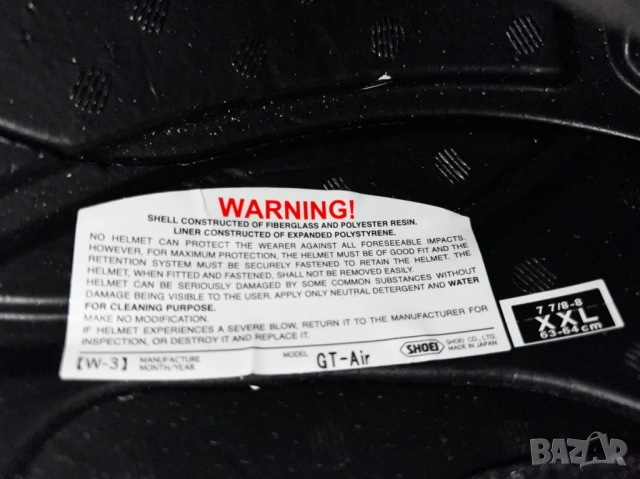 WARNING!
SHELL CONSTRUCTED OF FIBERGLASS AND POLYESTER RESIN.
LINER CONSTRUCTED OF EXPANDED POLYSTYRENE.
NO HELMET CAN PROTECT THE WEARER AGAINST ALL FORESEEABLE IMPACTS.
HOWEVER, FOR MAXIMUM PROTECTION, THE HELMET MUST BE OF GOOD FIT AND THE
RETENTION SYSTEM MUST BE SECURELY FASTENED TO RETAIN THE HELMET. THE
HELMET, WHEN FITTED AND FASTENED, SHALL NOT BE REMOVED EASILY.
HELMET CAN BE SERIOUSLY DAMAGED BY SOME COMMON SUBSTANCES WITHOUT
DAMAGE BEING VISIBLE TO THE USER. APPLY ONLY NEUTRAL DETERGENT AND WATER
FOR CLEANING PURPOSE.
MAKE NO MODIFICATION.
IF HELMET EXPERIENCES A SEVERE BLOW, RETURN IT TO THE MANUFACTURER FOR
INSPECTION, OR DESTROY IT AND REPLACE IT.
[W-3] MANUFACTURE MONTH/YEAR MODEL GT-Air SHOEI SHOEI CO., LTD. MADE IN JAPAN
7 7/8-8
XXL
63-64cm
BAZAR
.bg